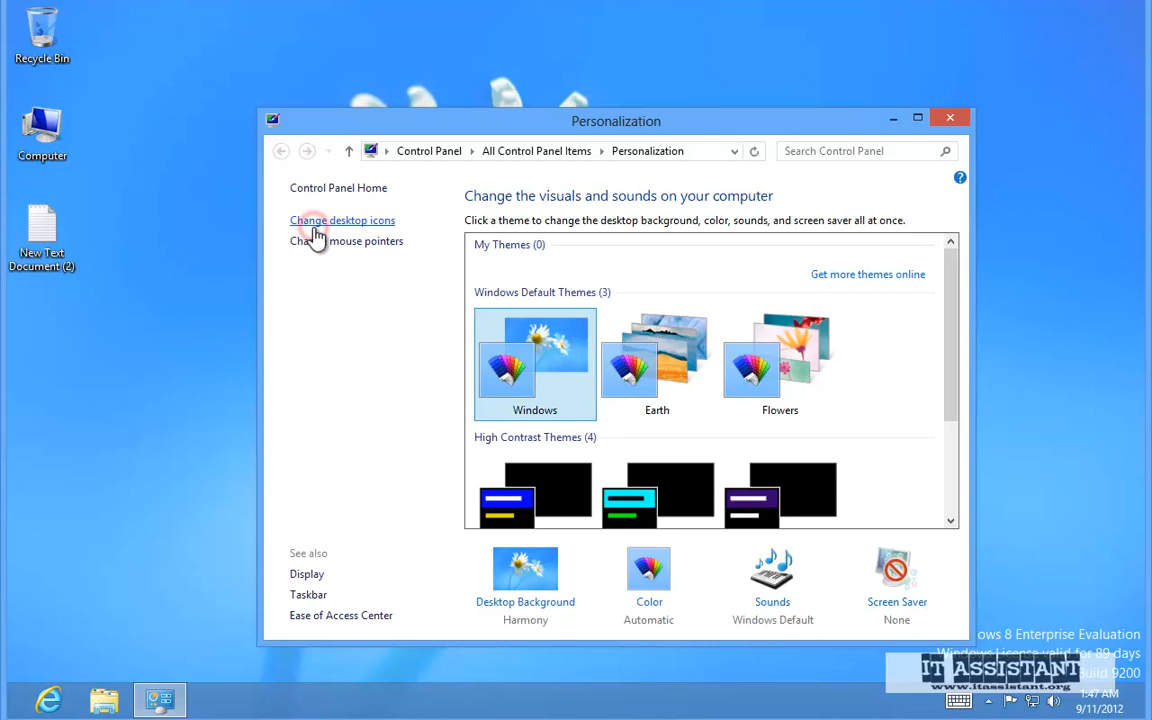 Recycle Bin
Computer
New Text
Document (2)
Personalization
Control Panel
All Control Panel Items
Personalization
Search Control Panel
Control Panel Home
Change desktop icons
mouse pointers
Change the visuals and sounds on your computer
Click a theme to change the desktop background, color, sounds, and screen saver all at once.
My Themes (0)
Get more themes online
Windows Default Themes (3)
Windows
Earth
Flowers
High Contrast Themes (4)
See also
Display
Taskbar
Ease of Access Center
Desktop Background
Harmony
Color
Automatic
Sounds
Windows Default
Screen Saver
None
ows 8 Enterprise Evaluation
Windows License valid for 89 days
Build 9200
IT ASSISTANT
www.itassistant.org
1:47 AM
9/11/2012